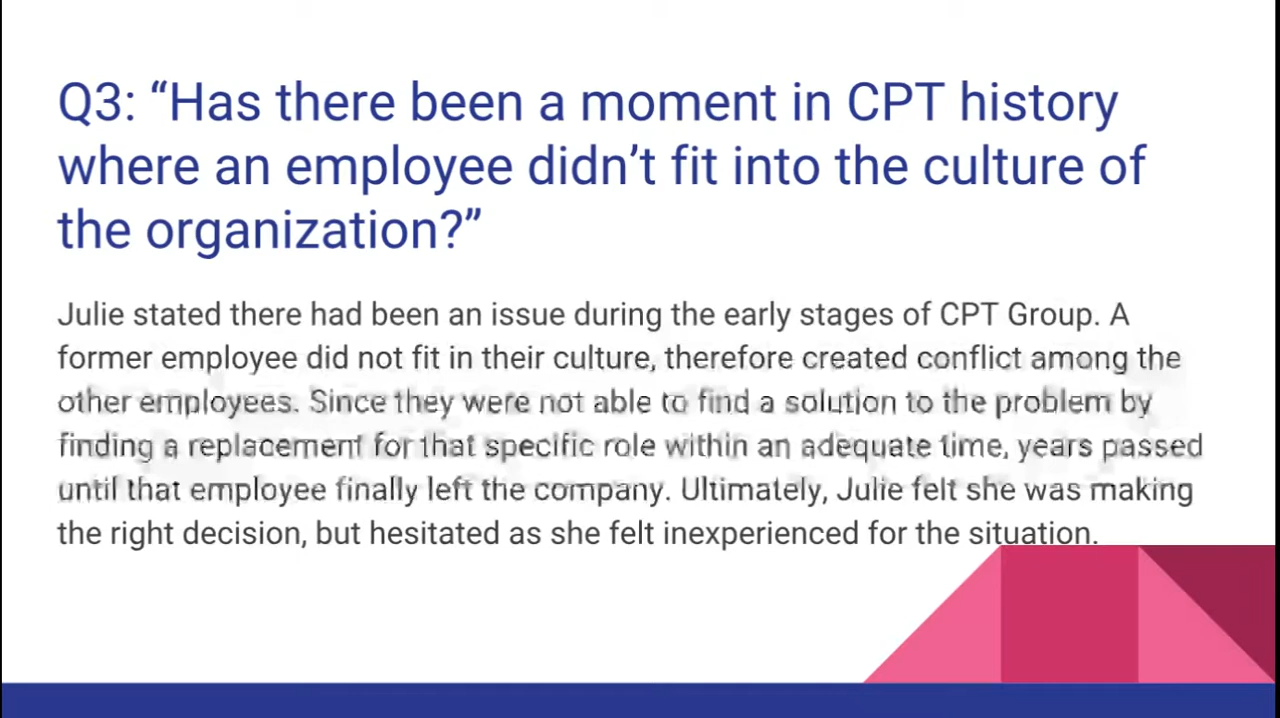 Q3: “Has there been a moment in CPT history
where an employee didn’t fit into the culture of
the organization?”
Julie stated there had been an issue during the early stages of CPT Group. A
former employee did not fit in their culture, therefore created conflict among the
other employees. Since they were not able to find a solution to the problem by
finding a replacement for that specific role within an adequate time, years passed
until that employee finally left the company. Ultimately, Julie felt she was making
the right decision, but hesitated as she felt inexperienced for the situation.